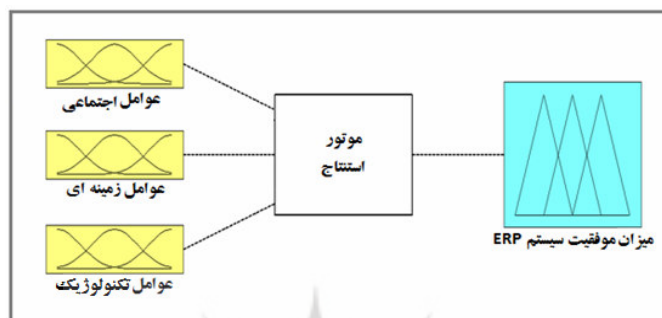 عوامل اجتماعی
عوامل زمینه ای
عوامل تکنولوژیک
موتور
استنتاج
میزان موفقیت سیستم ERP